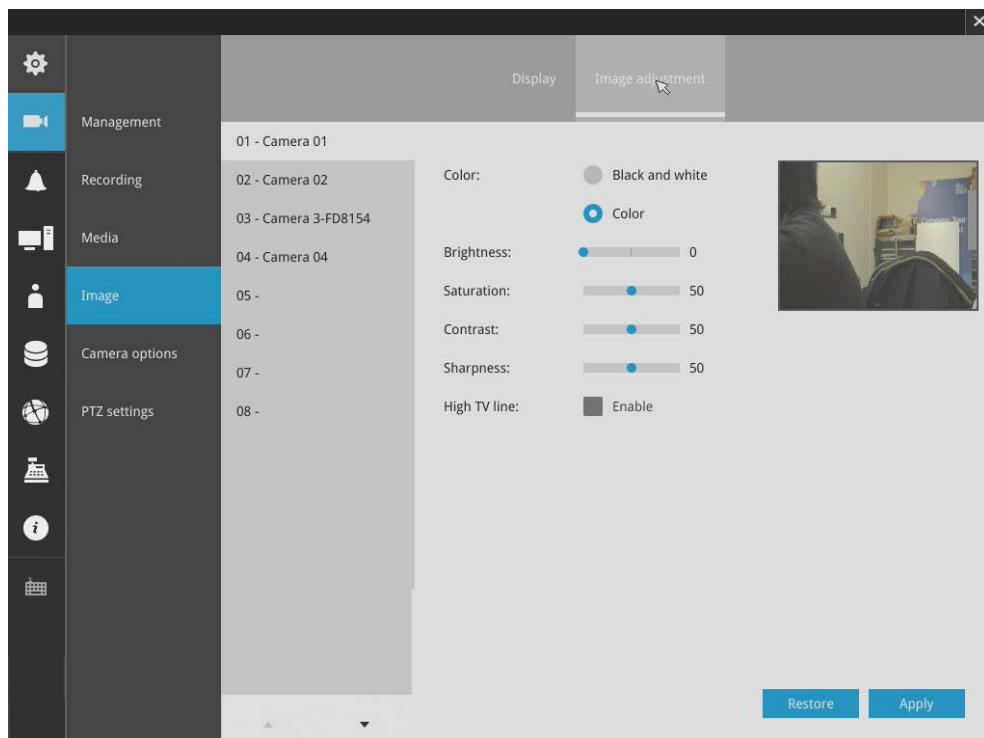 Display
Image adjustment
Management
Recording
Media
Image
Camera options
PTZ settings
01 - Camera 01
02 - Camera 02
03 - Camera 3-FD8154
04 - Camera 04
05 -
06 -
07 -
08 -
Color:
Black and white
Color
Brightness:
0
Saturation:
50
Contrast:
50
Sharpness:
50
High TV line:
Enable
Company Tour
Restore
Apply